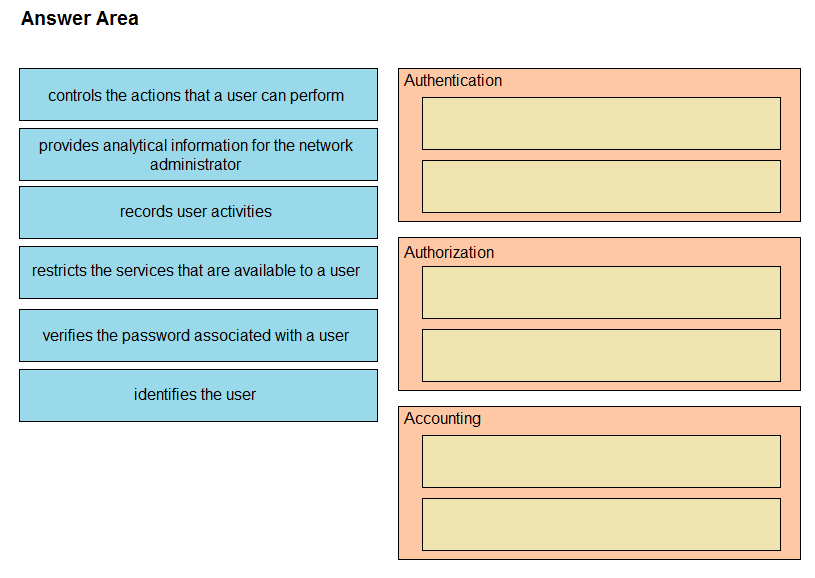 Answer Area
controls the actions that a user can perform
provides analytical information for the network
administrator
records user activities
restricts the services that are available to a user
verifies the password associated with a user
identifies the user
Authentication
Authorization
Accounting